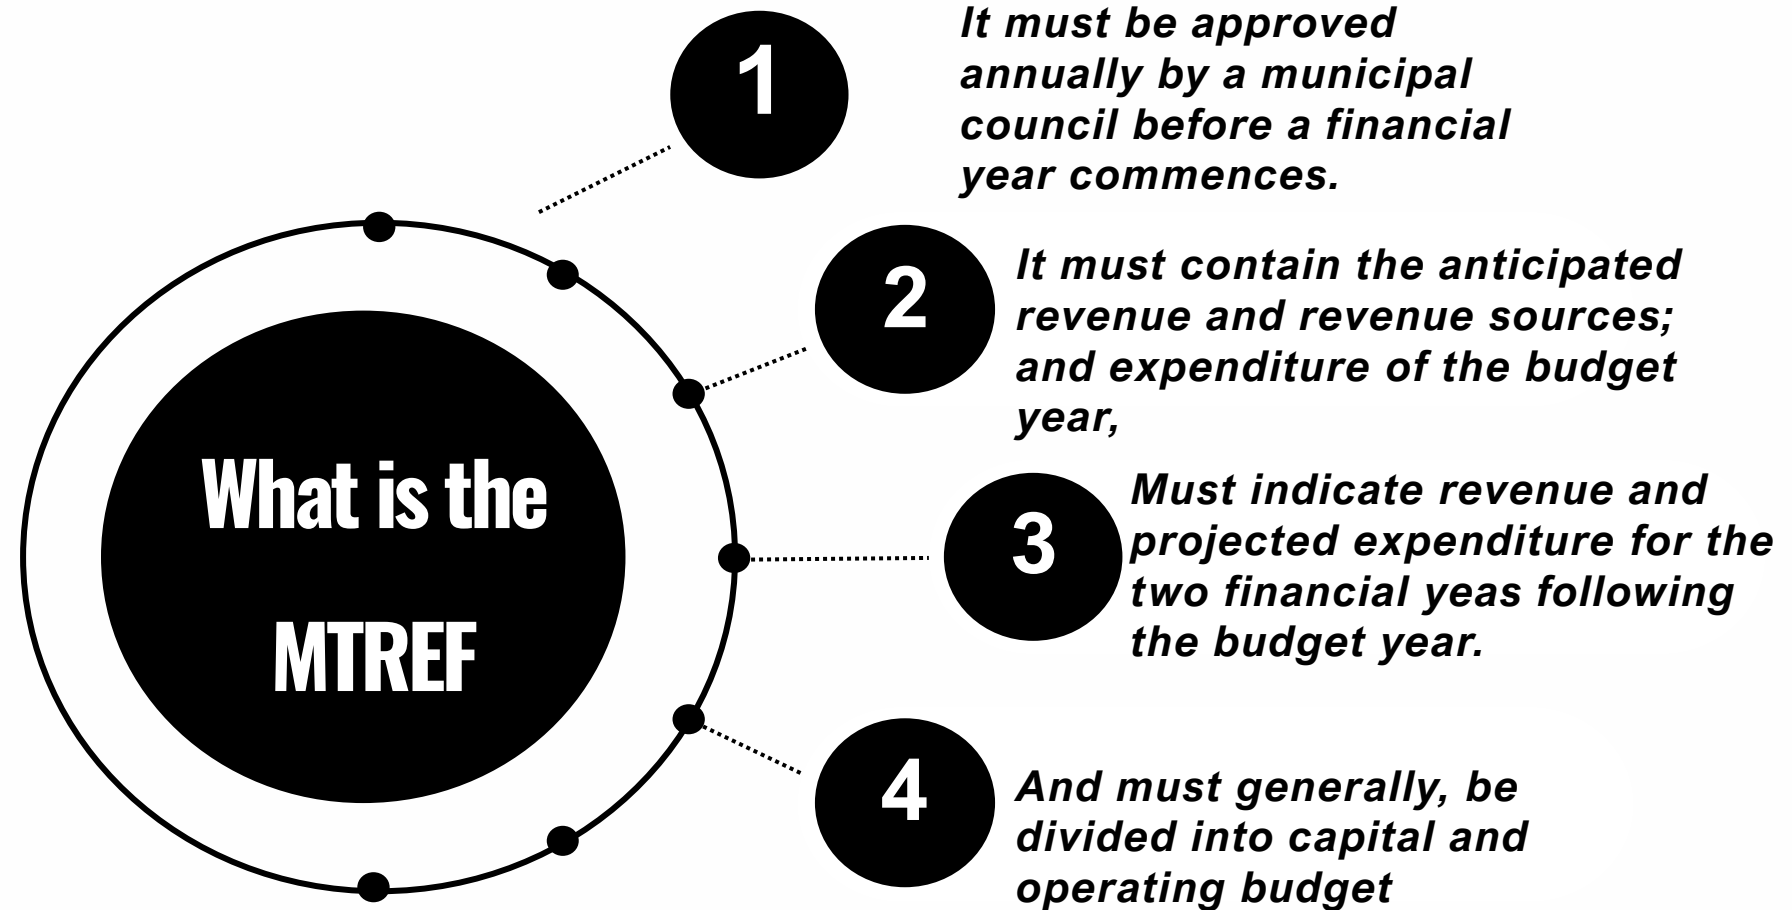 What is the
MTREF
1
It must be approved
annually by a municipal
council before a financial
year commences.
2
It must contain the anticipated
revenue and revenue sources;
and expenditure of the budget
year,
3
Must indicate revenue and
projected expenditure for the
two financial yeas following
the budget year.
4
And must generally, be
divided into capital and
operating budget